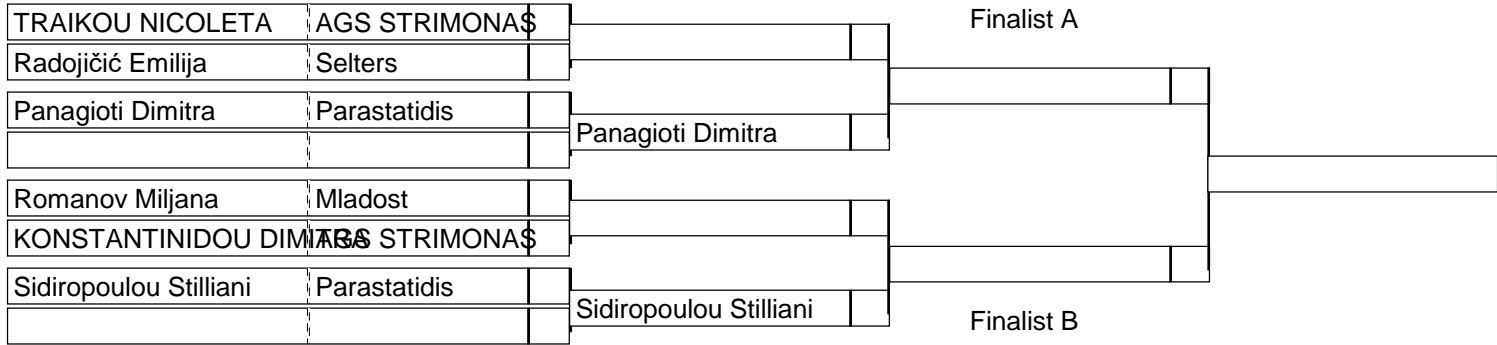 TRAIKOU NICOLETA AGS STRIMONAS
Finalist A
Radojičić Emilija Selters
Panagioti Dimitra Parastatidis
Panagioti Dimitra
Romanov Miljana Mladost
KONSTANTINIDOU DIMITRA AGS STRIMONAS
Sidiropoulou Stilliani Parastatidis
Sidiropoulou Stilliani
Finalist B